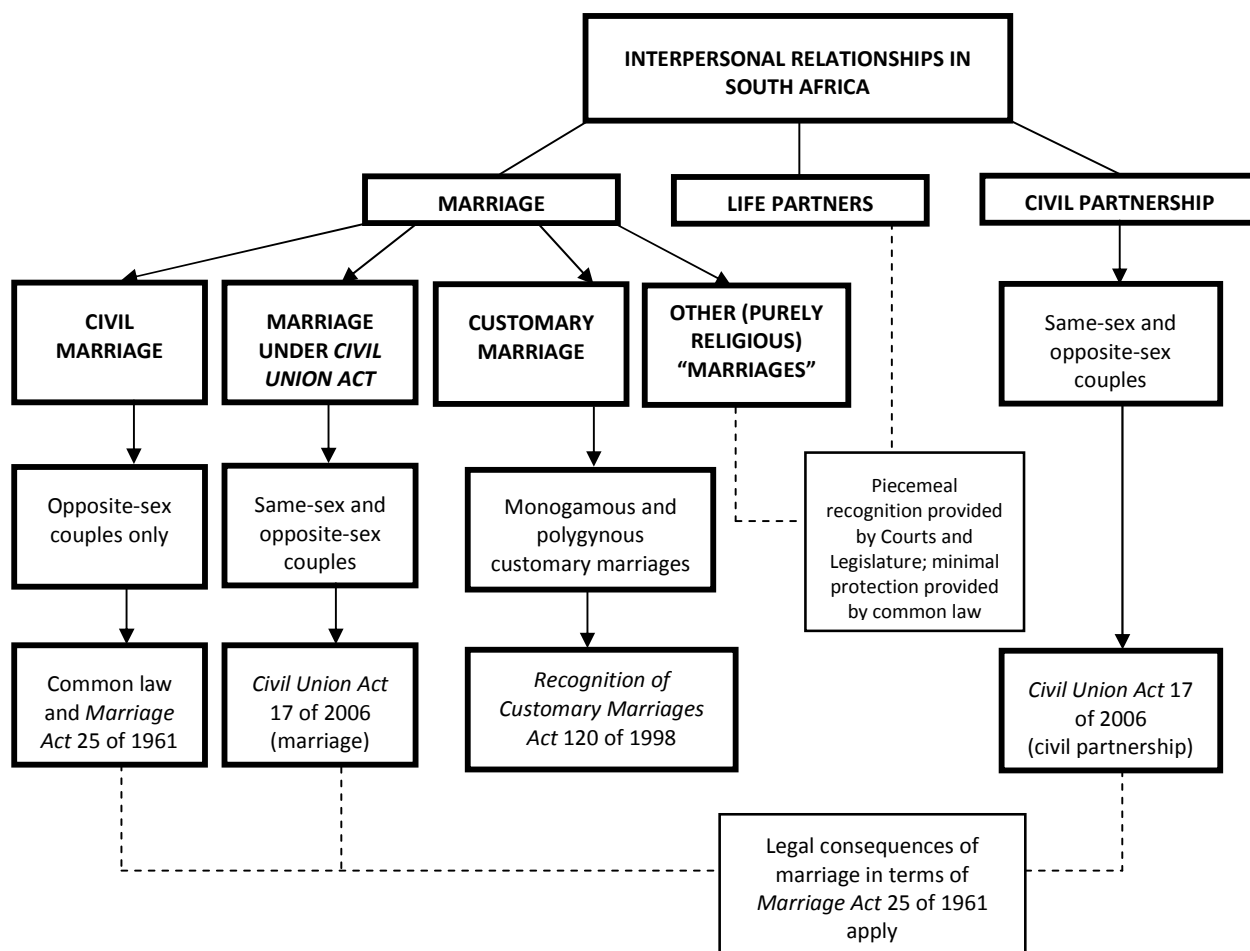 INTERPERSONAL RELATIONSHIPS IN
SOUTH AFRICA
MARRIAGE
LIFE PARTNERS
CIVIL PARTNERSHIP
CIVIL
MARRIAGE
MARRIAGE
UNDER CIVIL
UNION ACT
CUSTOMARY
MARRIAGE
OTHER (PURELY
RELIGIOUS)
“MARRIAGES”
Same-sex and
opposite-sex
couples
Opposite-sex
couples only
Same-sex and
opposite-sex
couples
Monogamous and
polygynous
customary marriages
Piecemeal
recognition provided
by Courts and
Legislature; minimal
protection provided
by common law
Common law
and Marriage
Act 25 of 1961
Civil Union Act
17 of 2006
(marriage)
Recognition of
Customary Marriages
Act 120 of 1998
Civil Union Act 17
of 2006
(civil partnership)
Legal consequences of
marriage in terms of
Marriage Act 25 of 1961
apply